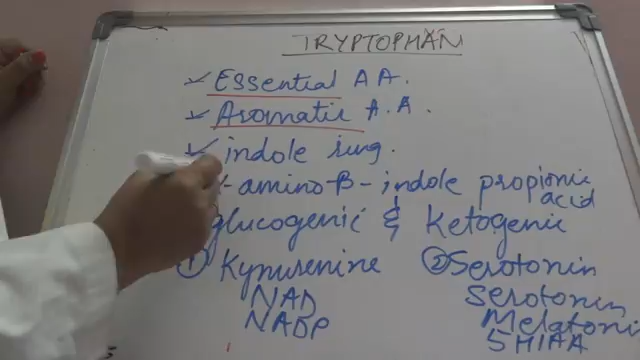 TRYPTOPHAN
✓ Essential A A.
✓ Aromatic A.A.
✓ indole ring.
-amino-β-indole propionic acid
glucogenic & Ketogenic
① Kynurenine ② Serotonin
NAD Serotonin
NADP Melatonin
5HIAA